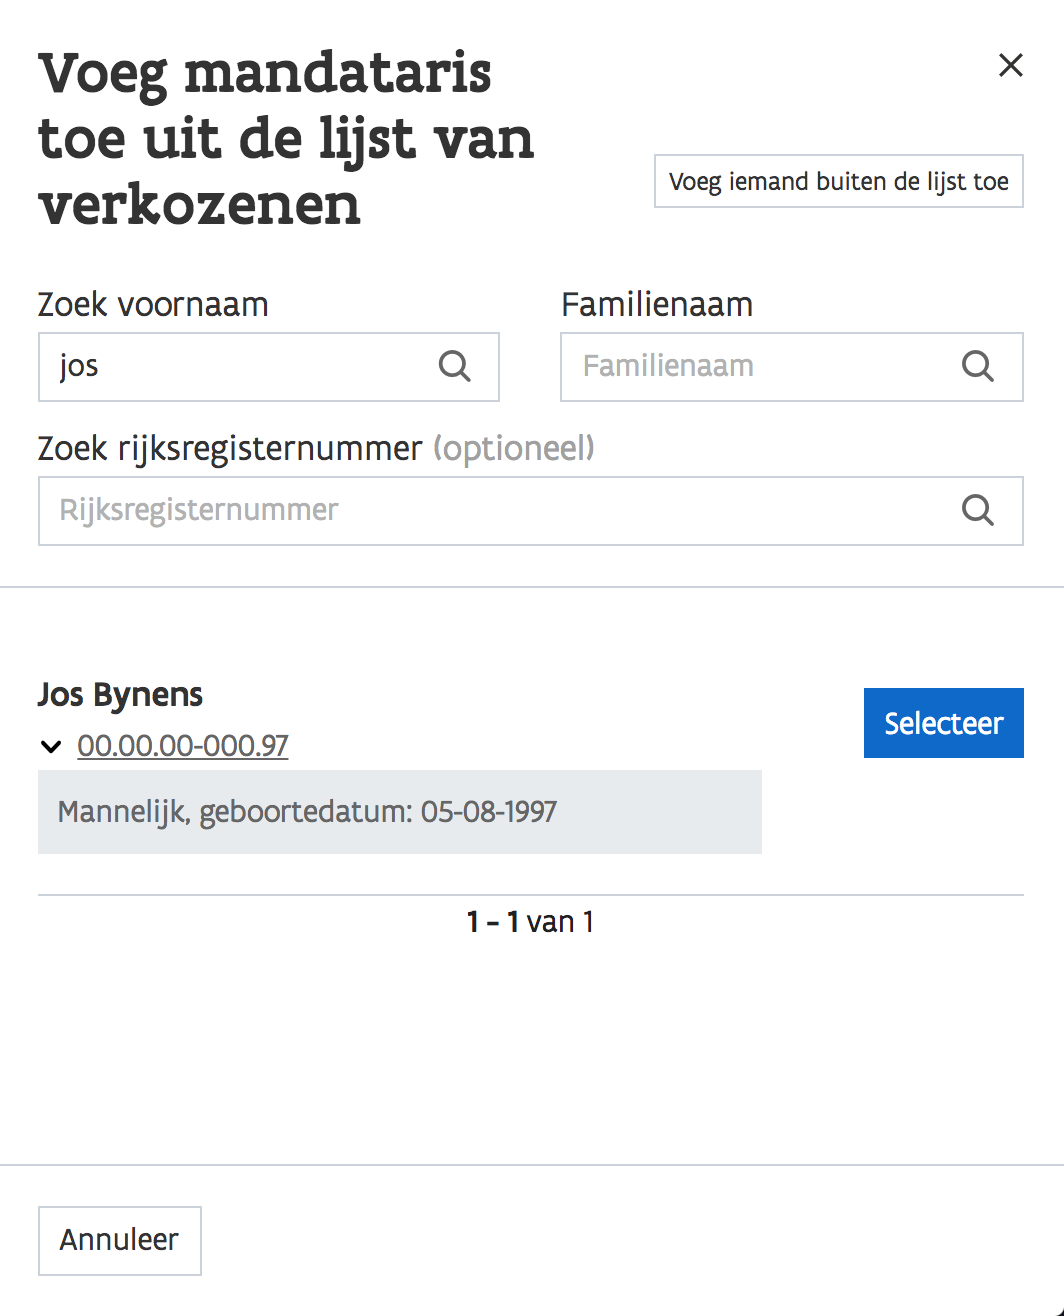 Voeg mandataris
toe uit de lijst van
verkozenen
Voeg iemand buiten de lijst toe
Zoek voornaam
jos
Familienaam
Familienaam
Zoek rijksregisternummer (optioneel)
Rijksregisternummer
Jos Bynens
00.00.00-000.97
Mannelijk, geboortedatum: 05-08-1997
Selecteer
1 – 1 van 1
Annuleer